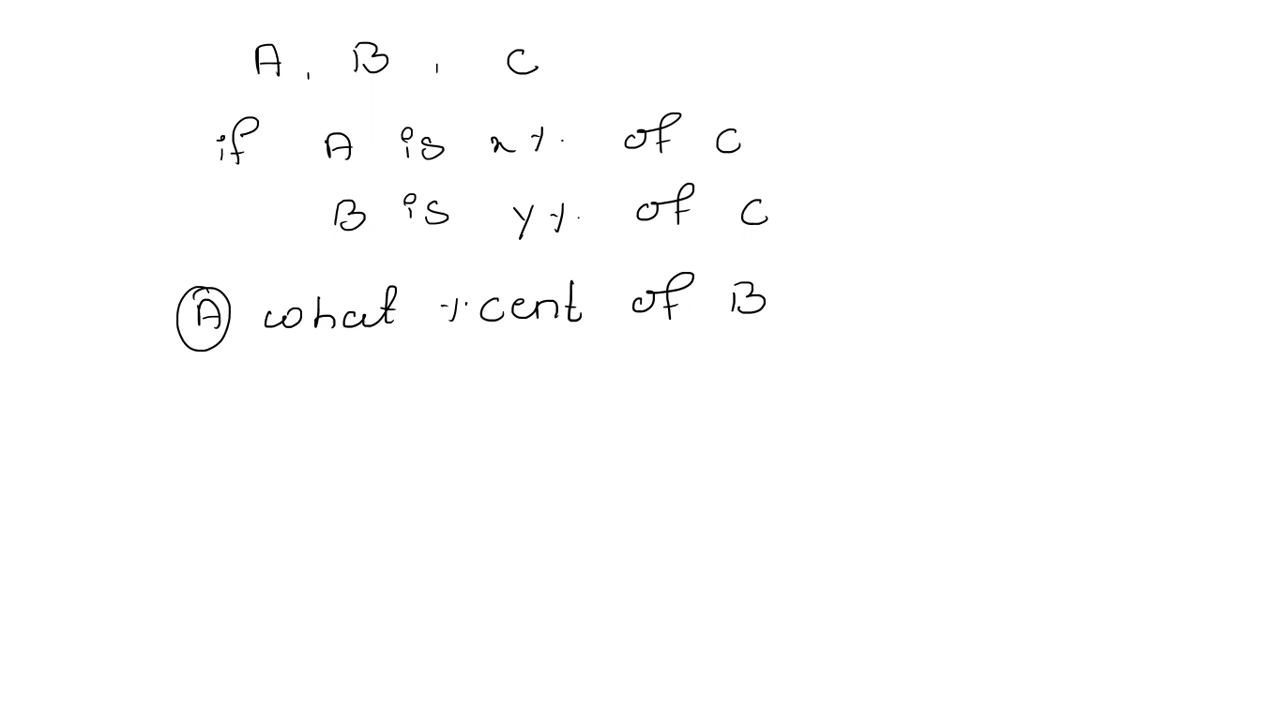 A, B, C
if A is x% of C
B is y% of C
A what %cent of B